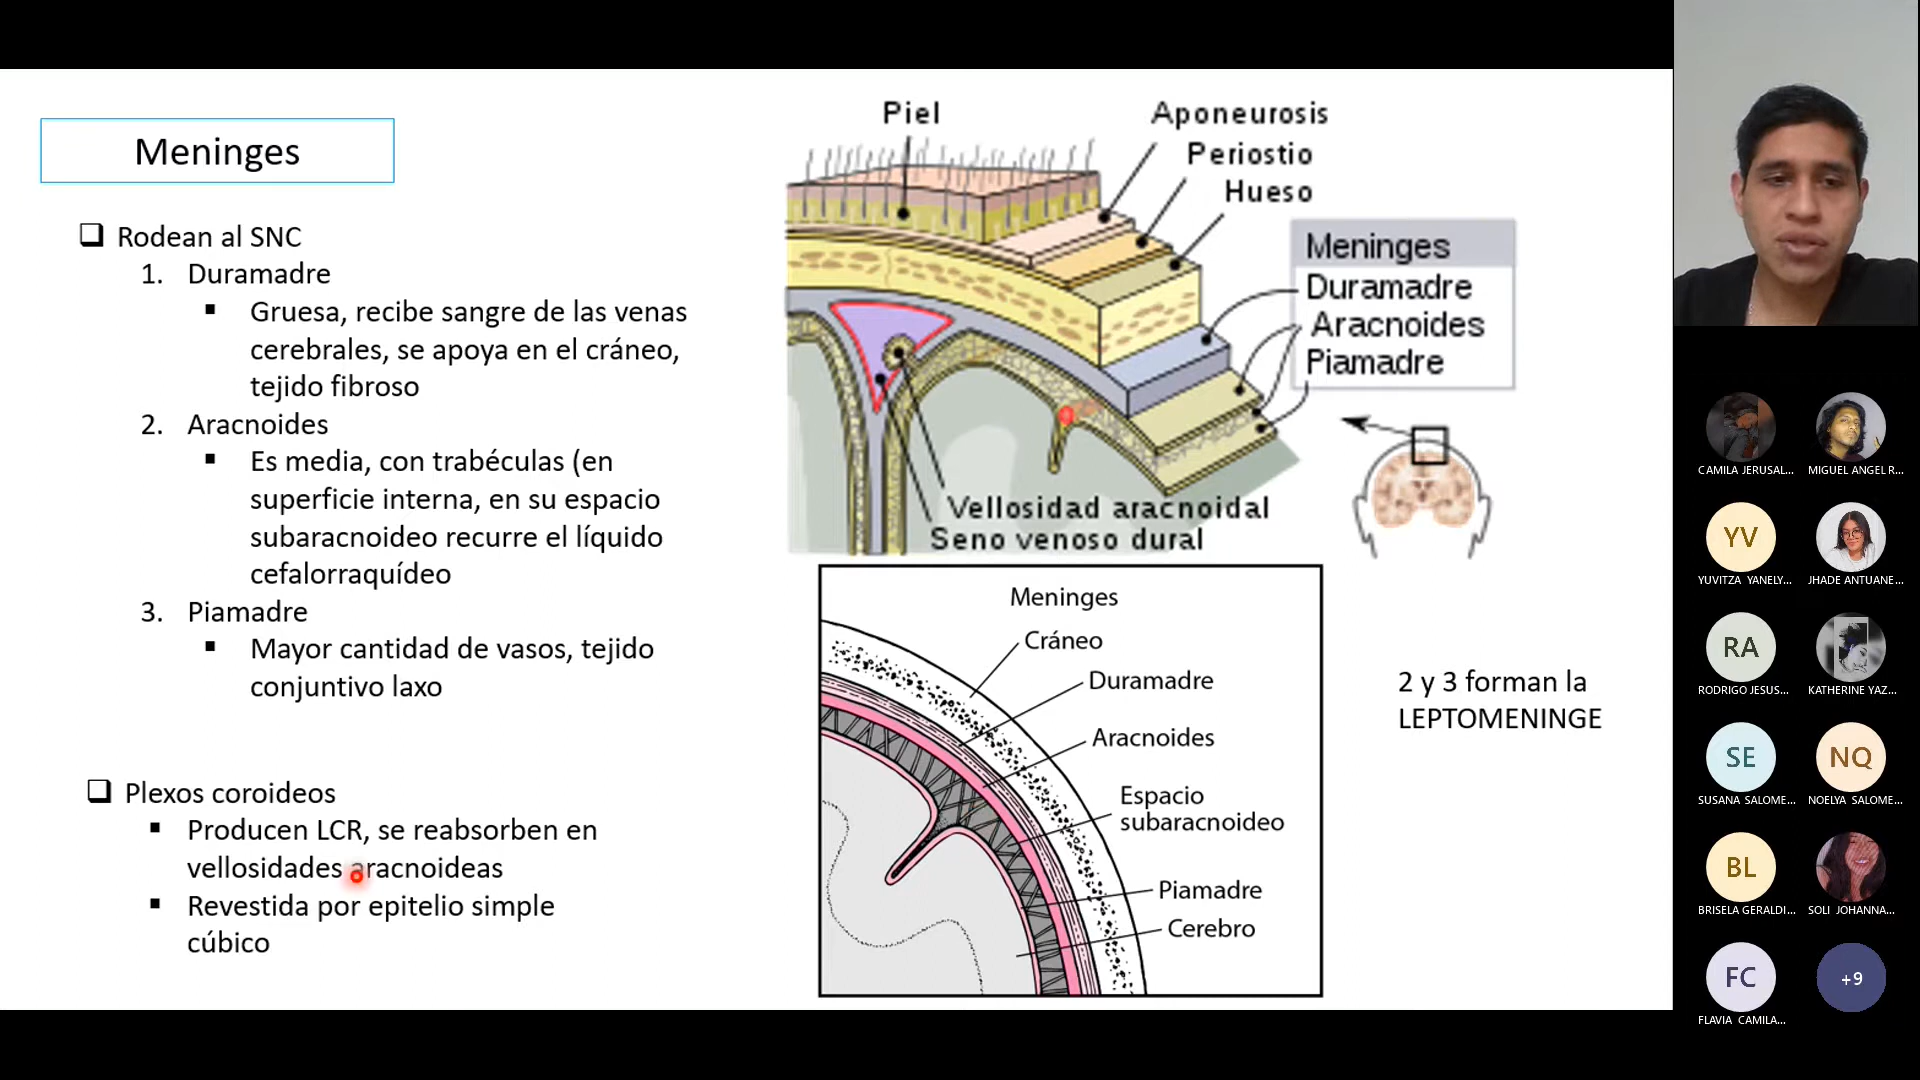 Meninges
Rodean al SNC
1. Duramadre
Gruesa, recibe sangre de las venas
cerebrales, se apoya en el cráneo,
tejido fibroso
2. Aracnoides
Es media, con trabéculas (en
superficie interna, en su espacio
subaracnoideo recurre el líquido
cefalorraquídeo
3. Piamadre
Mayor cantidad de vasos, tejido
conjuntivo laxo
Plexos coroideos
Producen LCR, se reabsorben en
vellosidades aracnoideas
Revestida por epitelio simple
cúbico
Piel
Aponeurosis
Periostio
Hueso
Meninges
Duramadre
Aracnoides
Piamadre
Vellosidad aracnoidal
Seno venoso dural
Meninges
Cráneo
Duramadre
Aracnoides
Espacio
subaracnoideo
Piamadre
Cerebro
2 y 3 forman la
LEPTOMENINGE
CAMILA JERUSAL...
MIGUEL ANGEL R...
YV
YUVITZA YANELY...
JHADE ANTUANE...
RA
RODRIGO JESUS...
KATHERINE YAZ...
SE
SUSANA SALOME...
NQ
NOELYA SALOME...
BL
BRISELA GERALDI...
SOLI JOHANNA...
FC
FLAVIA CAMILA...
+9